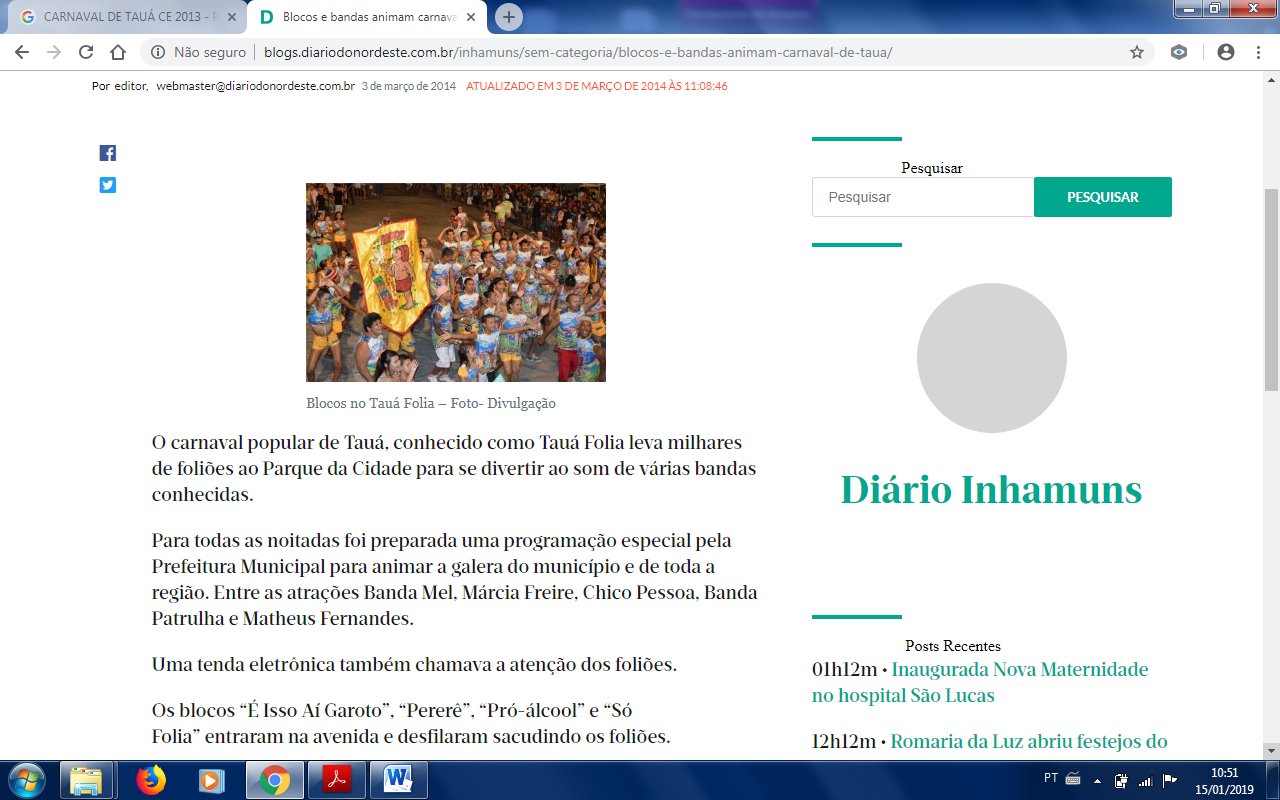 CARNAVAL DE TAUÁ CE 2013 - P
Blocos e bandas animam carnava
Não seguro
blogs.diariodonordeste.com.br/inhamuns/sem-categoria/blocos-e-bandas-animam-carnaval-de-taua/
Por editor, webmaster@diariodonordeste.com.br 3 de março de 2014 ATUALIZADO EM 3 DE MARÇO DE 2014 ÀS 11:08:46
Blocos no Tauá Folia – Foto- Divulgação
O carnaval popular de Tauá, conhecido como Tauá Folia leva milhares
de foliões ao Parque da Cidade para se divertir ao som de várias bandas
conhecidas.
Para todas as noitadas foi preparada uma programação especial pela
Prefeitura Municipal para animar a galera do município e de toda a
região. Entre as atrações Banda Mel, Márcia Freire, Chico Pessoa, Banda
Patrulha e Matheus Fernandes.
Uma tenda eletrônica também chamava a atenção dos foliões.
Os blocos “É Isso Aí Garoto”, “Pererê”, “Pró-álcool” e “Só
Folia” entraram na avenida e desfilaram sacudindo os foliões.
Pesquisar
Pesquisar
PESQUISAR
Diário Inhamuns
Posts Recentes
01h12m • Inaugurada Nova Maternidade
no hospital São Lucas
12h12m • Romaria da Luz abriu festejos do
PT
10:51
15/01/2019